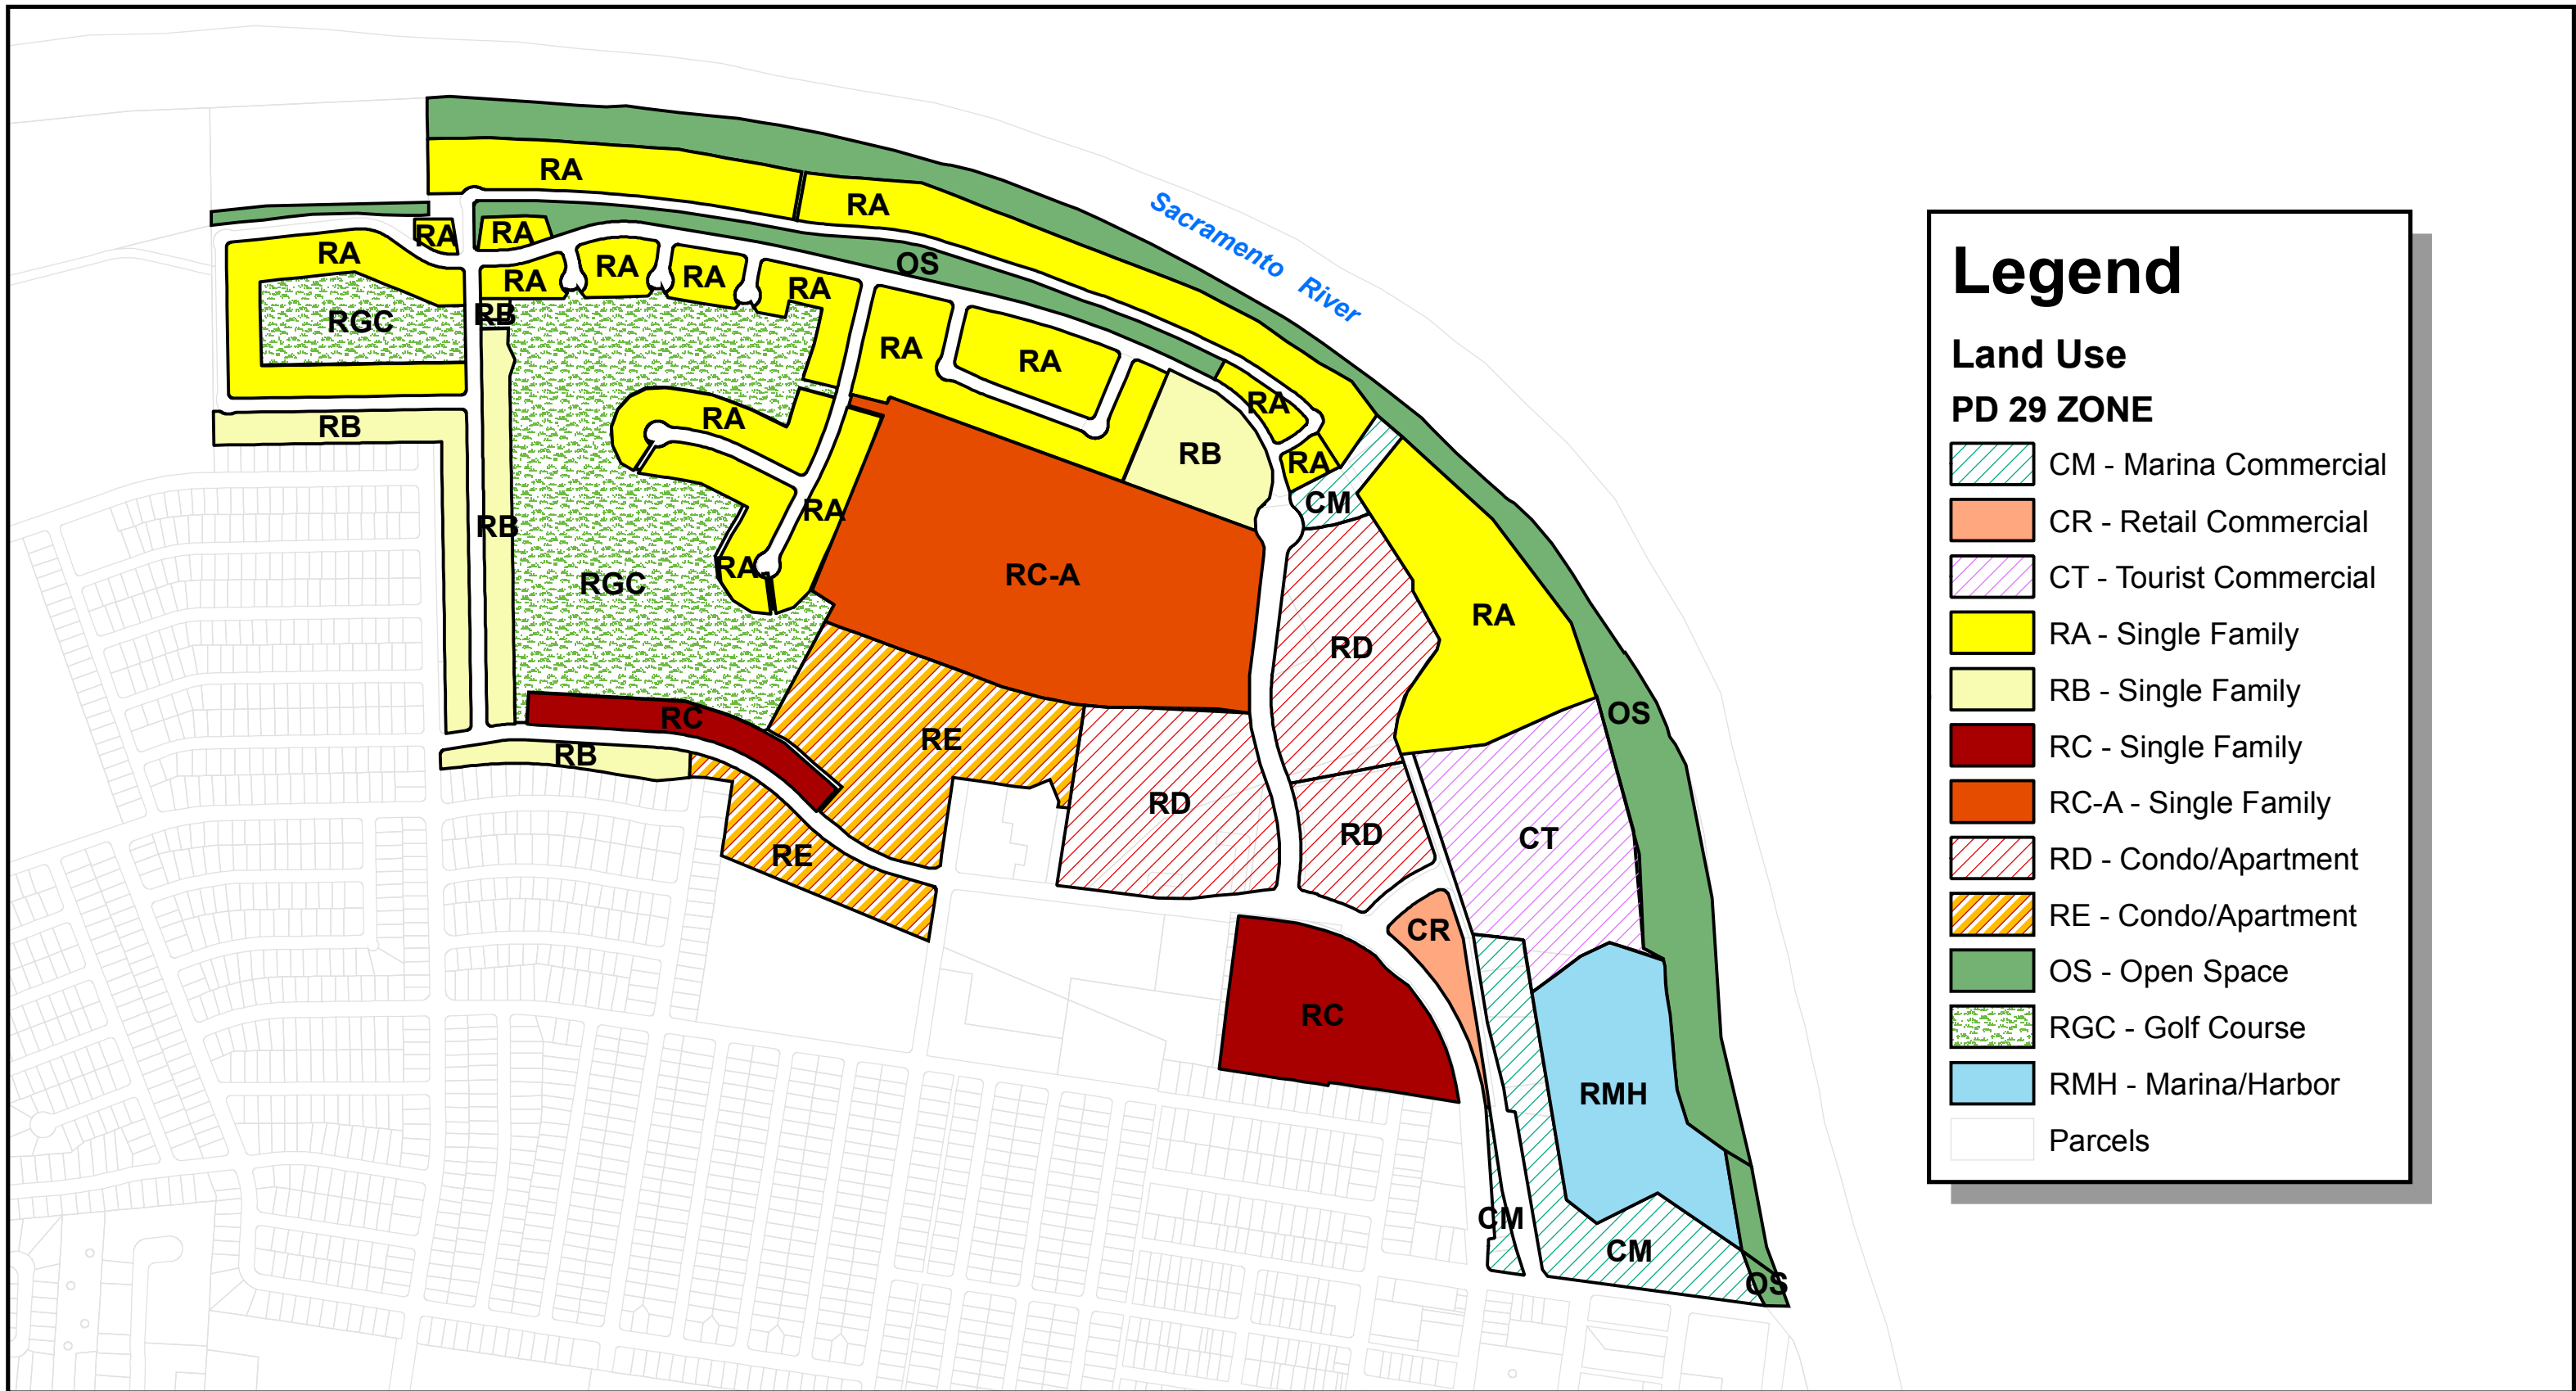 RA
RA
Sacramento River
RA
RA
RA
OS
RA
RA
RA
RA
RA
RB
RGC
RA
RA
RA
RA
RB
RB
RA
CM
RA
RB
RA
RGC
RC-A
RA
RD
RC
RE
OS
RB
RD
RD
CT
RE
CR
RC
RMH
CM
CM
OS
Legend
Land Use
PD 29 ZONE
CM - Marina Commercial
CR - Retail Commercial
CT - Tourist Commercial
RA - Single Family
RB - Single Family
RC - Single Family
RC-A - Single Family
RD - Condo/Apartment
RE - Condo/Apartment
OS - Open Space
RGC - Golf Course
RMH - Marina/Harbor
Parcels